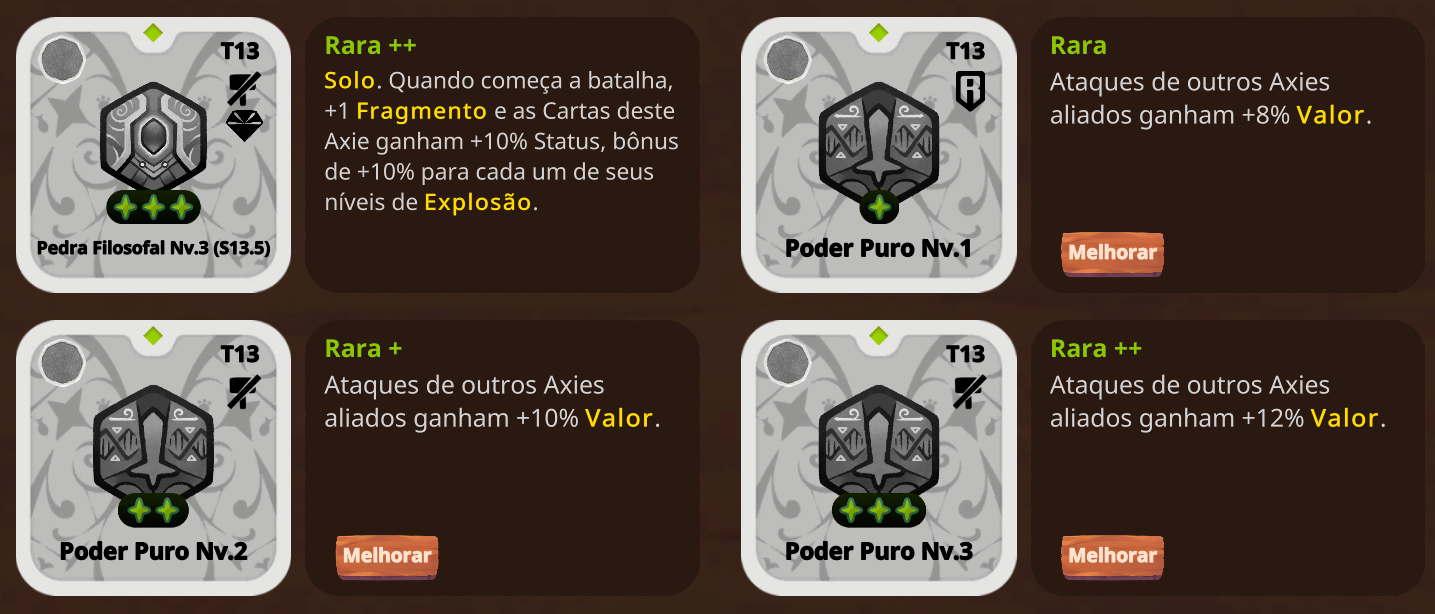 T13
Pedra Filosofal Nv.3 (S13.5)
Rara ++
Solo. Quando começa a batalha,
+1 Fragmento e as Cartas deste
Axie ganham +10% Status, bônus
de +10% para cada um de seus
níveis de Explosão.
T13
R
Poder Puro Nv.1
Rara
Ataques de outros Axies
aliados ganham +8% Valor.
Melhorar
T13
Poder Puro Nv.2
Rara +
Ataques de outros Axies
aliados ganham +10% Valor.
Melhorar
T13
Poder Puro Nv.3
Rara ++
Ataques de outros Axies
aliados ganham +12% Valor.
Melhorar